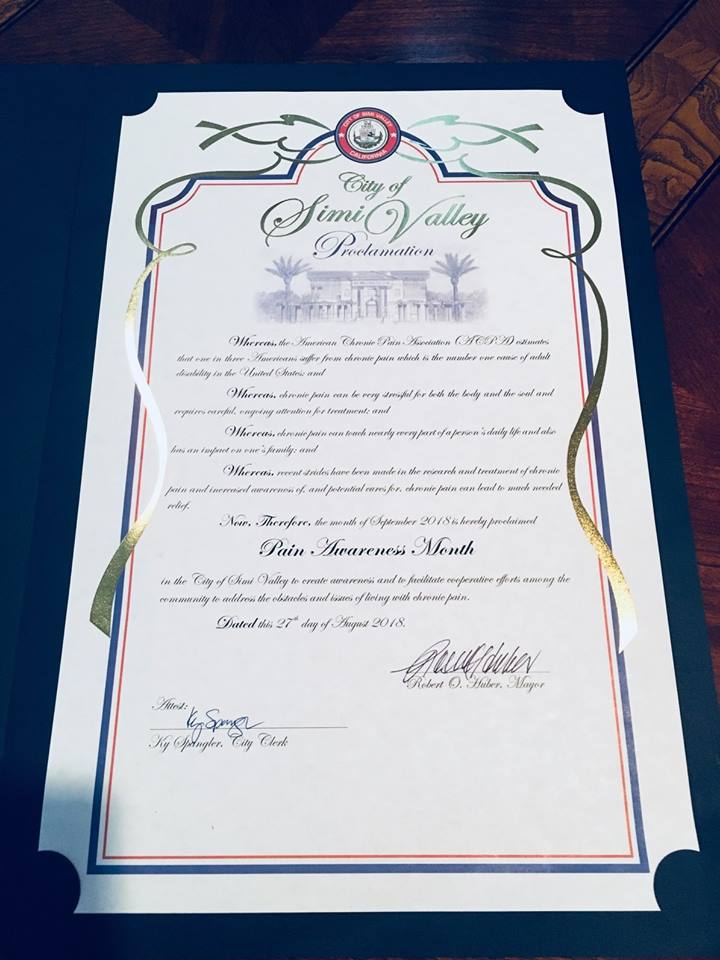 CITY OF SIMI VALLEY
CALIFORNIA
City of
Simi Valley
Proclamation
Whereas, the American Chronic Pain Association (ACPA) estimates
that one in three Americans suffer from chronic pain which is the number one cause of adult
disability in the United States; and
Whereas, chronic pain can be very stressful for both the body and the soul and
requires careful, ongoing attention for treatment; and
Whereas, chronic pain can touch nearly every part of a person's daily life and also
has an impact on one's family; and
Whereas, recent strides have been made in the research and treatment of chronic
pain and increased awareness of, and potential cures for, chronic pain can lead to much needed
relief.
Now, Therefore, the month of September 2018 is hereby proclaimed
Pain Awareness Month
in the City of Simi Valley to create awareness and to facilitate cooperative efforts among the
community to address the obstacles and issues of living with chronic pain.
Dated this 27th day of August 2018.
Robert O. Huber, Mayor
Attest:
Ky Spangler
Ky Spangler, City Clerk